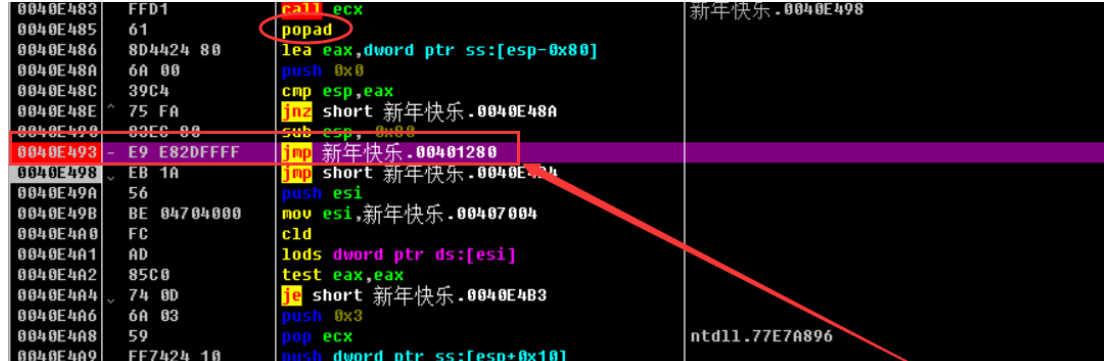 0040E483 FFD1 call ecx 新年快乐.0040E498
0040E485 61 popad
0040E486 8D4424 80 lea eax,dword ptr ss:[esp-0x80]
0040E48A 6A 00 push 0x0
0040E48C 39C4 cmp esp,eax
0040E48E ^ 75 FA jnz short 新年快乐.0040E48A
0040E490 83EC 80 sub esp,-0x80
0040E493 - E9 E82DFFFF jmp 新年快乐.00401280
0040E498 ˇ EB 1A jmp short 新年快乐.0040E4B4
0040E49A 56 push esi
0040E49B BE 04704000 mov esi,新年快乐.00407004
0040E4A0 FC cld
0040E4A1 AD lods dword ptr ds:[esi]
0040E4A2 85C0 test eax,eax
0040E4A4 ˇ 74 0D je short 新年快乐.0040E4B3
0040E4A6 6A 03 push 0x3
0040E4A8 59 pop ecx ntdll.77E7A896
0040E4A9 FF7424 10 push dword ptr ss:[esp+0x10]